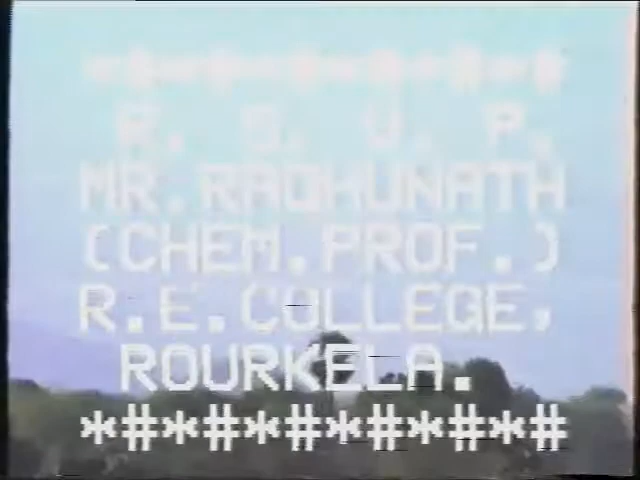 *#*#*#*#*#*#
R. S. V. P.
MR.RAGHUNATH
(CHEM.PROF.)
R.E.COLLEGE,
ROURKELA.
*#*#*#*#*#*#